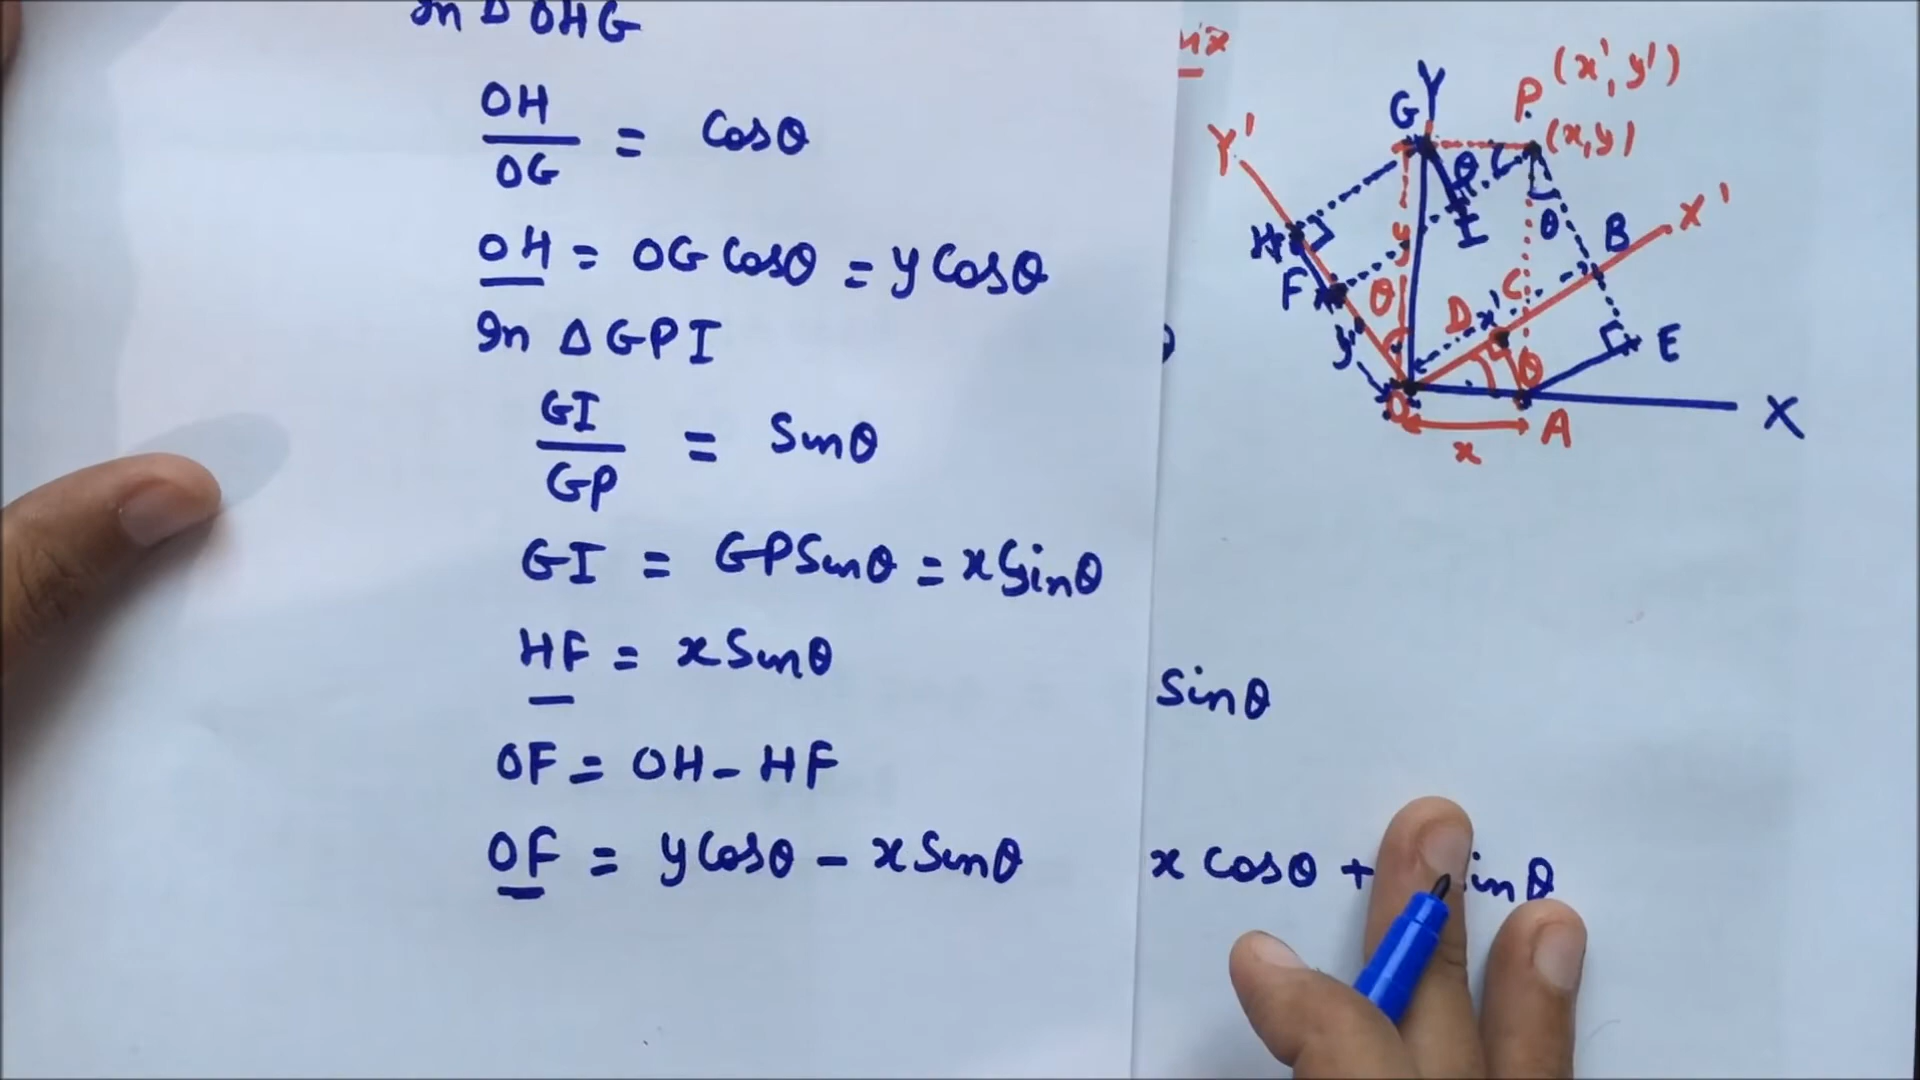 In Δ OHG
OH
OG
= Cosθ
OH = OG Cosθ = y Cosθ
In Δ GPI
GI
GP
= Sinθ
GI = GP Sinθ = x Sinθ
HF = x Sinθ
OF = OH - HF
OF = y Cosθ - x Sinθ
P (x', y')
(x, y)
Y
G
Y'
θ
I
X'
H
F
y
θ
θ
B
C
D
x'
y'
E
O
θ
A
X
x
Sinθ
x Cosθ +
inθ